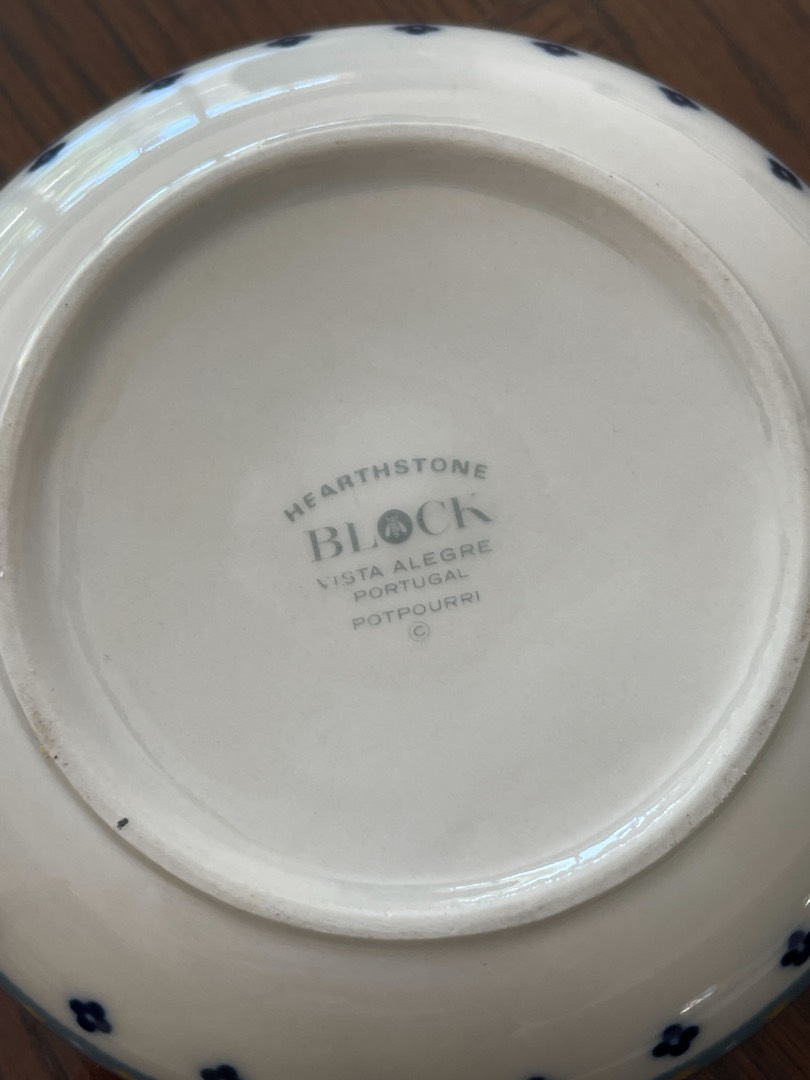 HEARTHSTONE
BLOCK
VISTA ALEGRE
PORTUGAL
POTPOURRI
©